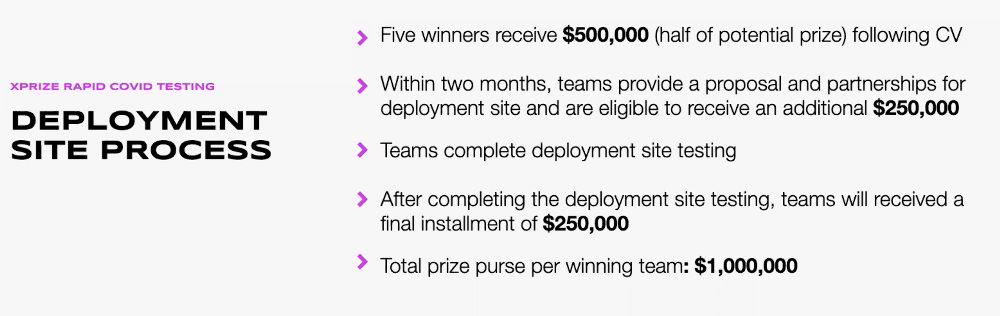 XPRIZE RAPID COVID TESTING
DEPLOYMENT
SITE PROCESS
Five winners receive $500,000 (half of potential prize) following CV
Within two months, teams provide a proposal and partnerships for
deployment site and are eligible to receive an additional $250,000
Teams complete deployment site testing
After completing the deployment site testing, teams will received a
final installment of $250,000
Total prize purse per winning team: $1,000,000